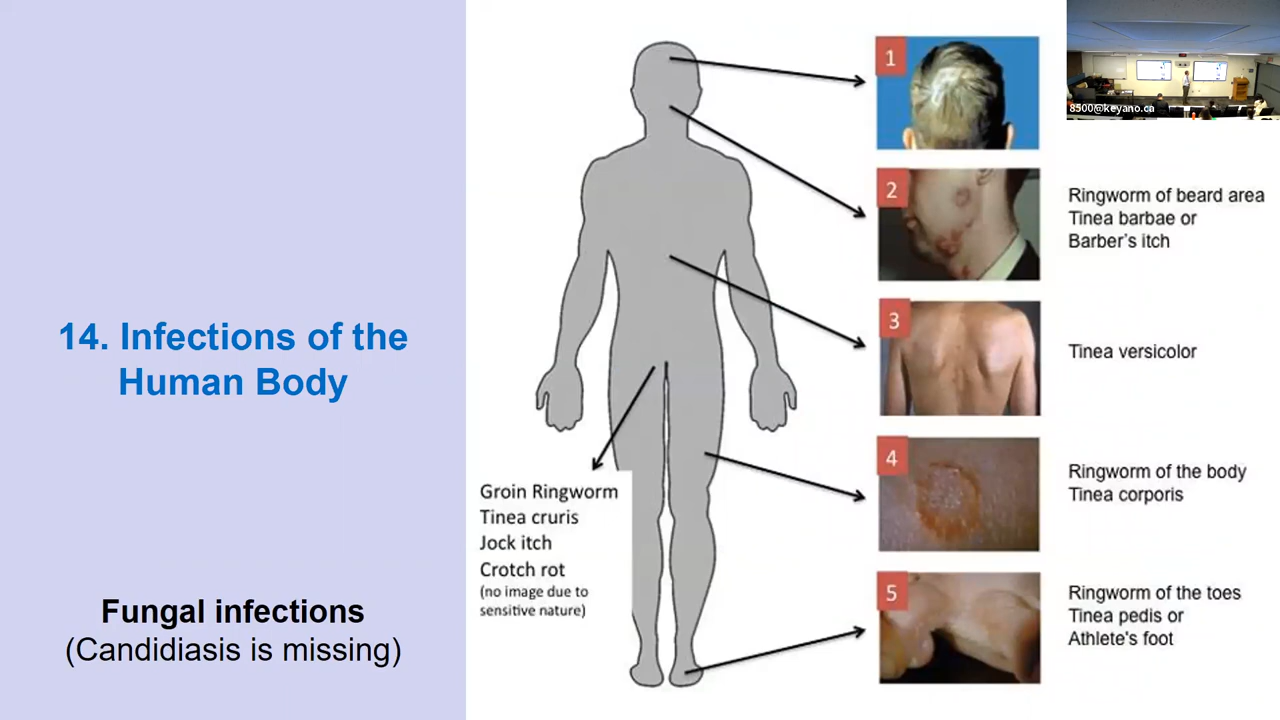 14. Infections of the
Human Body
Fungal infections
(Candidiasis is missing)
1
2
Ringworm of beard area
Tinea barbae or
Barber's itch
3
Tinea versicolor
4
Ringworm of the body
Tinea corporis
5
Ringworm of the toes
Tinea pedis or
Athlete's foot
Groin Ringworm
Tinea cruris
Jock itch
Crotch rot
(no image due to
sensitive nature)
8500@keyano.ca